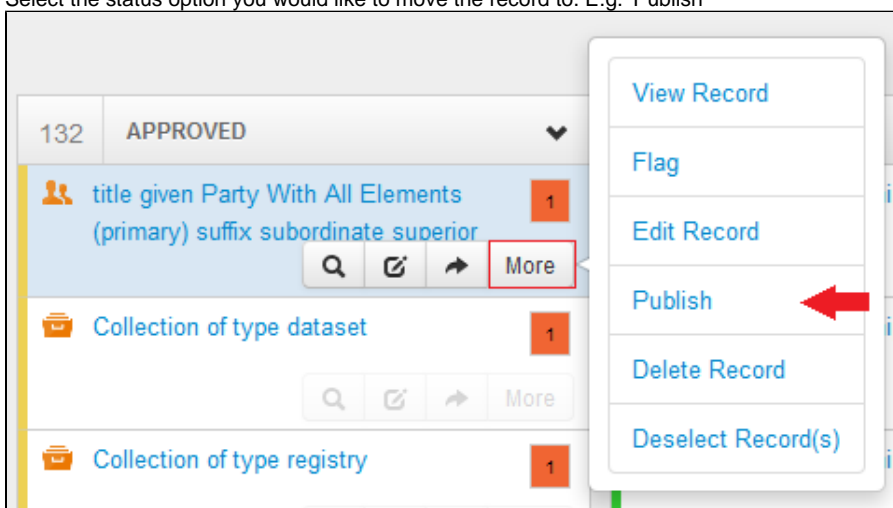 Select the status option you would like to move the record to. E.g. 'Publish'
132 APPROVED
title given Party With All Elements
(primary) suffix subordinate superior
1
More
Collection of type dataset
1
More
Collection of type registry
1
View Record
Flag
Edit Record
Publish
Delete Record
Deselect Record(s)